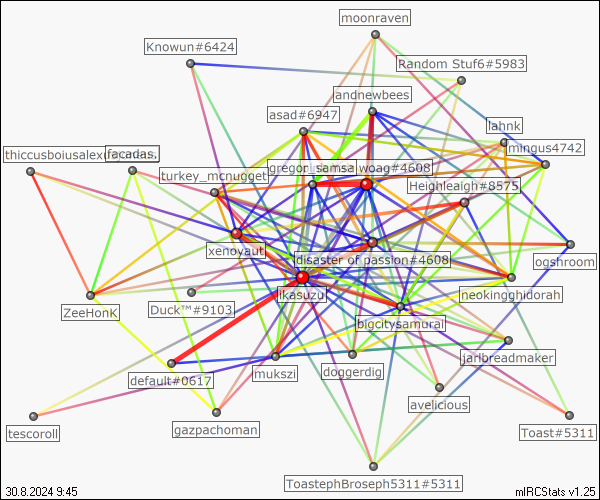 moonraven
Knowun#6424
Random Stuf6#5983
andnewbees
asad#6947
lahnk
mingus4742
facadas.
turkey_mcnugget
gregor_samsa
woag#4608
Heighleaigh#8575
xenoyaut
disaster of passion#4608
ogshroom
ikasuzu
neokingghidorah
ZeeHonk
Duck™#9103
bigcitysamurai
jarlbreadmaker
default#0617
mukszi
doggerdig
avelicious
tescoroll
gazpachoman
Toast#5311
ToastephBroseph5311#5311
30.8.2024 9:45
mIRCStats v1.25